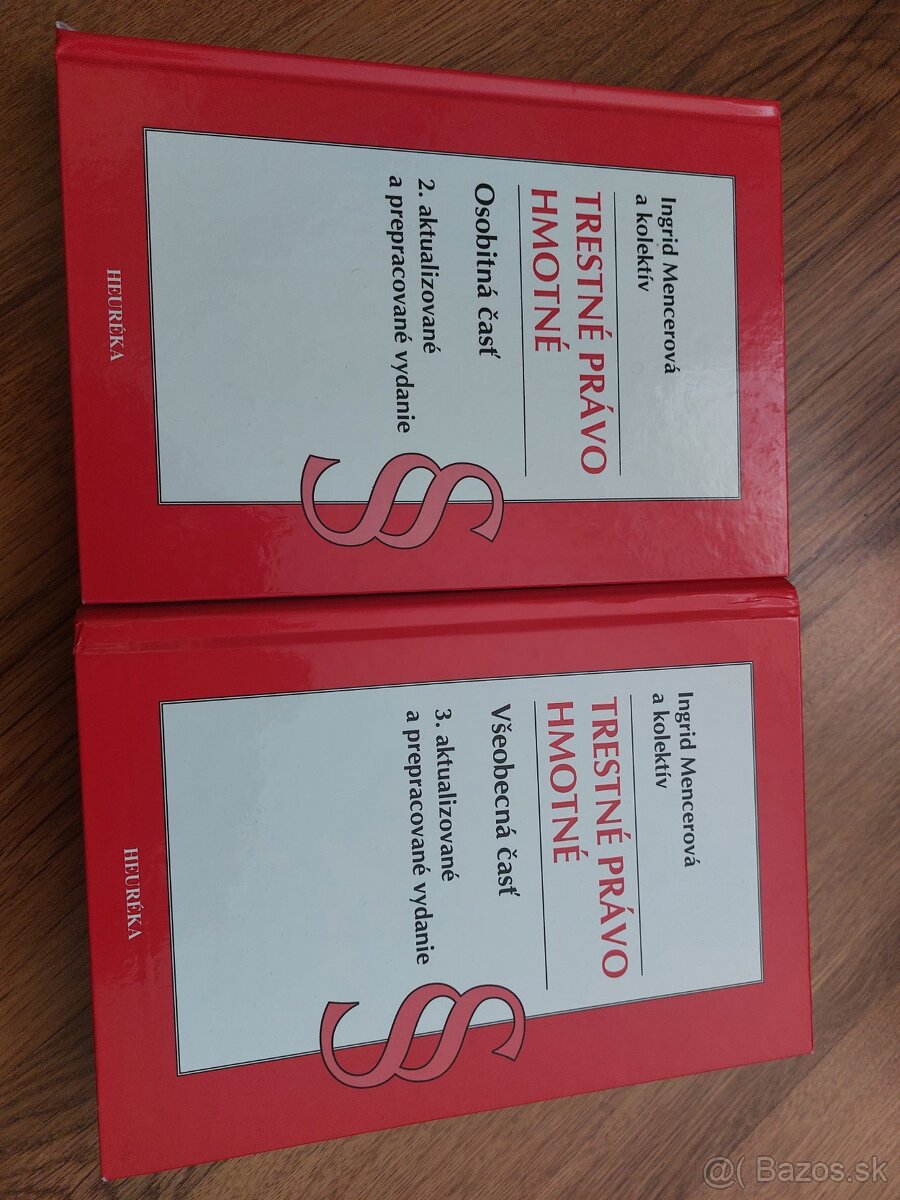 Ingrid Mencerová
a kolektív
TRESTNÉ PRÁVO
HMOTNÉ
Osobitná časť
2. aktualizované
a prepracované vydanie
§
HEURÉKA
Ingrid Mencerová
a kolektív
TRESTNÉ PRÁVO
HMOTNÉ
Všeobecná časť
3. aktualizované
a prepracované vydanie
§
HEURÉKA
@( Bazos.sk